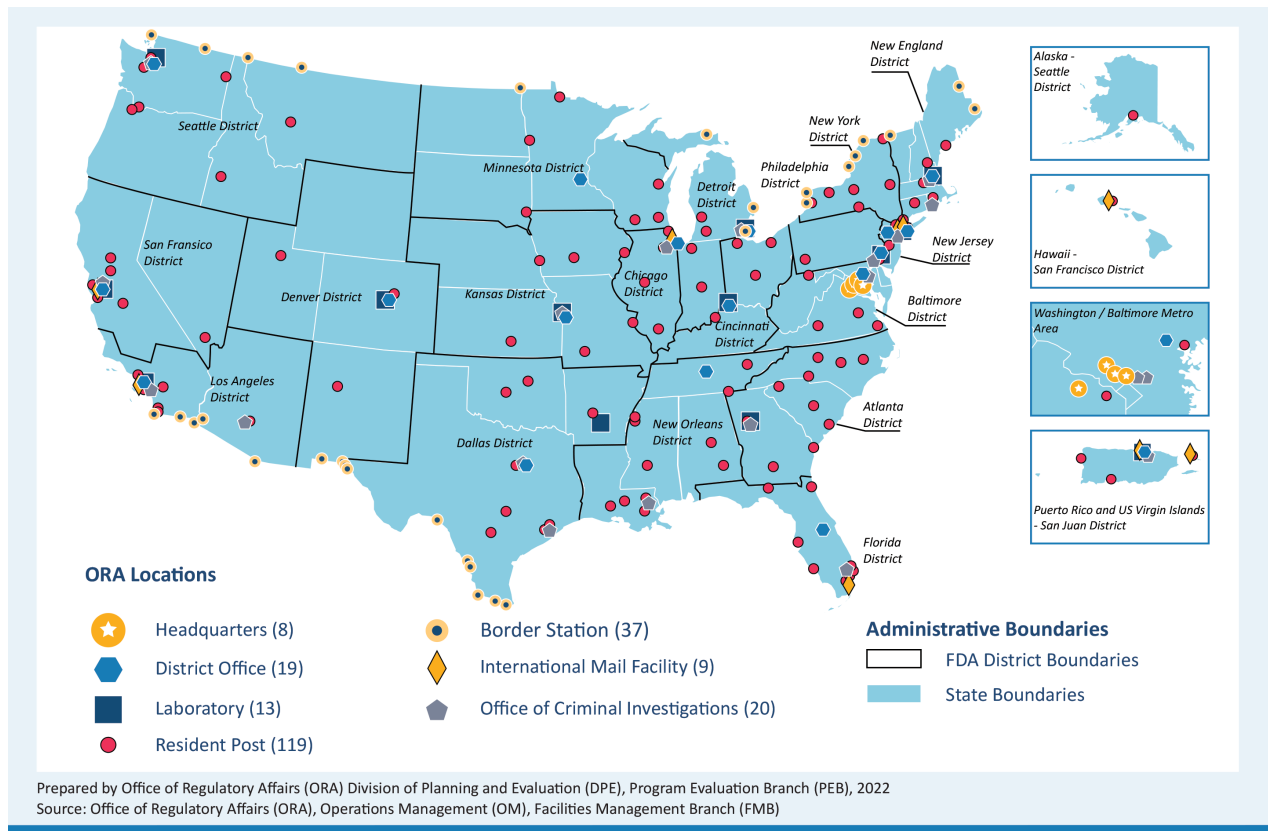 New England
District
Alaska -
Seattle
District
New York
District
Seattle District
Philadelphia
District
Minnesota District
Detroit
District
San Fransico
District
New Jersey
District
Hawaii -
San Francisco District
Chicago
District
Denver District
Kansas District
Baltimore
District
Washington / Baltimore Metro
Area
Cincinnati
District
Los Angeles
District
Atlanta
District
New Orleans
District
Dallas District
Puerto Rico and US Virgin Islands
- San Juan District
Florida
District
ORA Locations
Headquarters (8)
District Office (19)
Laboratory (13)
Resident Post (119)
Border Station (37)
International Mail Facility (9)
Office of Criminal Investigations (20)
Administrative Boundaries
FDA District Boundaries
State Boundaries
Prepared by Office of Regulatory Affairs (ORA) Division of Planning and Evaluation (DPE), Program Evaluation Branch (PEB), 2022
Source: Office of Regulatory Affairs (ORA), Operations Management (OM), Facilities Management Branch (FMB)